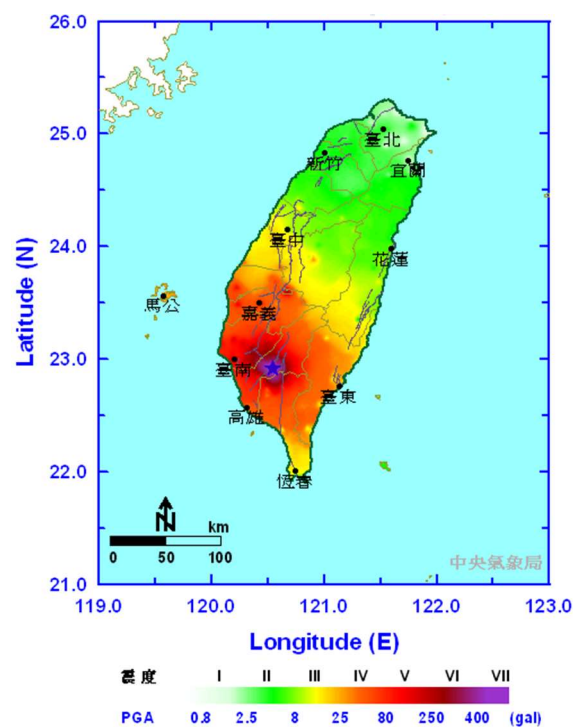 26.0
25.0
24.0
23.0
22.0
21.0
Latitude (N)
臺北
新竹
宜蘭
臺中
花蓮
馬公
嘉義
臺南
臺東
高雄
恆春
N
km
0 50 100
中央氣象局
119.0 120.0 121.0 122.0 123.0
Longitude (E)
震度 I II III IV V VI VII
PGA 0.8 2.5 8 25 80 250 400 (gal)